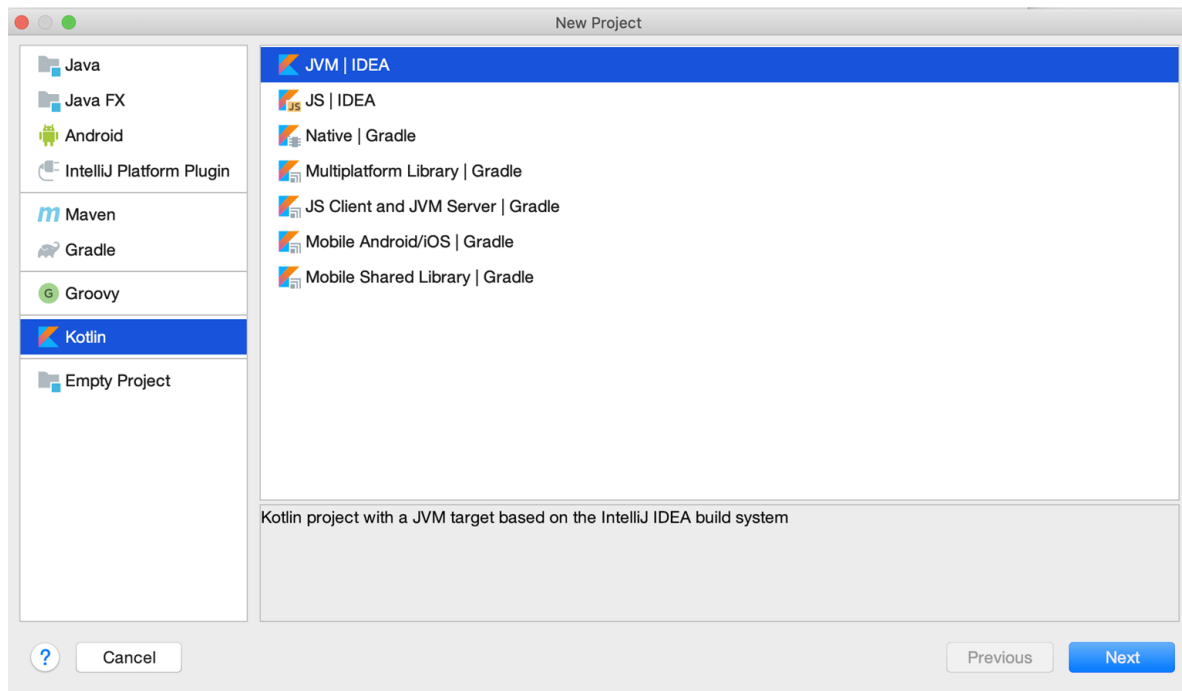 New Project
Java
Java FX
Android
IntelliJ Platform Plugin
Maven
Gradle
Groovy
Kotlin
Empty Project
JVM | IDEA
JS | IDEA
Native | Gradle
Multiplatform Library | Gradle
JS Client and JVM Server | Gradle
Mobile Android/iOS | Gradle
Mobile Shared Library | Gradle
Kotlin project with a JVM target based on the IntelliJ IDEA build system
? Cancel Previous Next